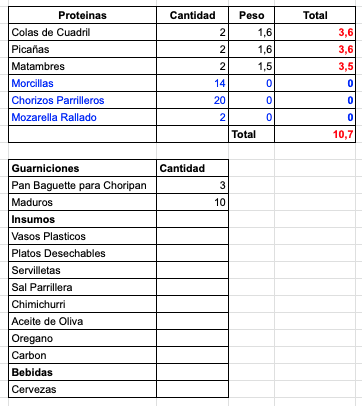 Proteinas Cantidad Peso Total
Colas de Cuadril 2 1,6 3,6
Picañas 2 1,6 3,6
Matambres 2 1,5 3,5
Morcillas 14 0 0
Chorizos Parrilleros 20 0 0
Mozarella Rallado 2 0 0
Total 10,7
Guarniciones Cantidad
Pan Baguette para Choripan 3
Maduros 10
Insumos
Vasos Plasticos
Platos Desechables
Servilletas
Sal Parrillera
Chimichurri
Aceite de Oliva
Oregano
Carbon
Bebidas
Cervezas